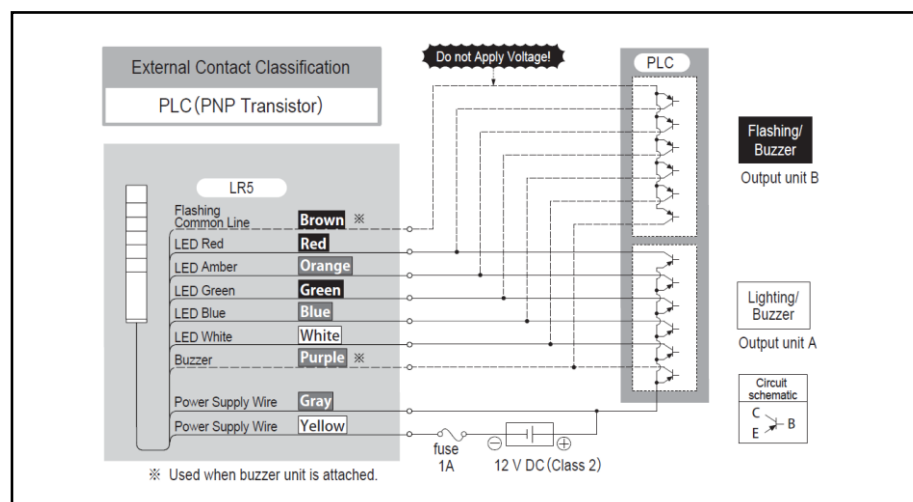 External Contact Classification
PLC (PNP Transistor)
Do not Apply Voltage!
PLC
Flashing/
Buzzer
Output unit B
LR5
Flashing
Common Line Brown ※
LED Red Red
LED Amber Orange
LED Green Green
LED Blue Blue
LED White White
Buzzer Purple ※
Power Supply Wire Gray
Power Supply Wire Yellow
※ Used when buzzer unit is attached.
fuse
1A
⊖ ⊕
12 V DC (Class 2)
Lighting/
Buzzer
Output unit A
Circuit
schematic
C
B
E